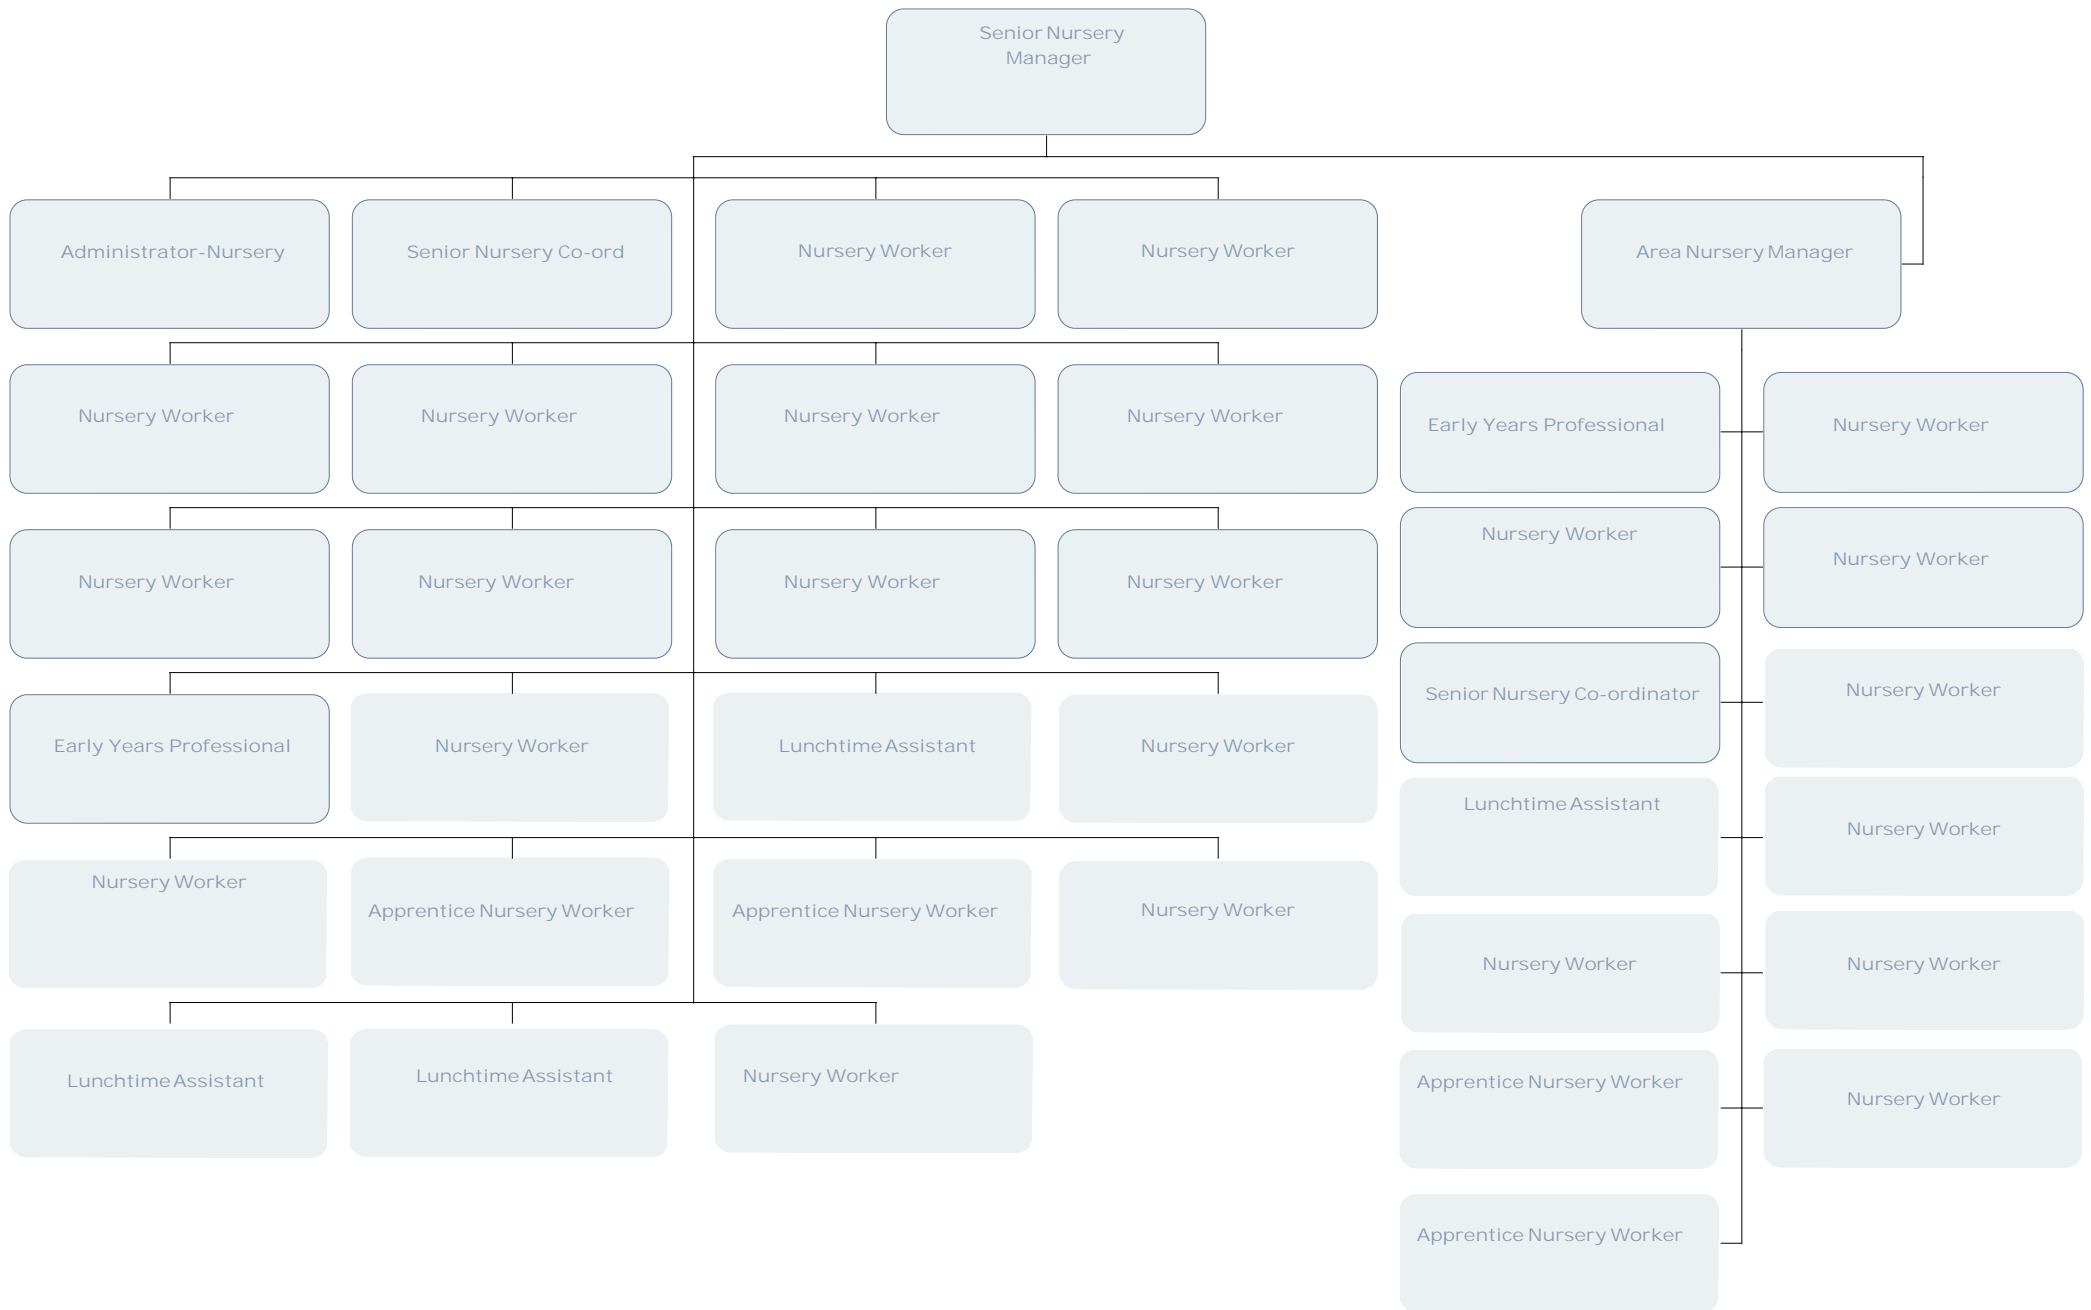 Senior Nursery
Manager
Administrator-Nursery
Senior Nursery Co-ord
Nursery Worker
Nursery Worker
Area Nursery Manager
Nursery Worker
Nursery Worker
Nursery Worker
Nursery Worker
Early Years Professional
Nursery Worker
Nursery Worker
Nursery Worker
Nursery Worker
Nursery Worker
Nursery Worker
Nursery Worker
Senior Nursery Co-ordinator
Nursery Worker
Early Years Professional
Nursery Worker
Lunchtime Assistant
Nursery Worker
Lunchtime Assistant
Nursery Worker
Nursery Worker
Apprentice Nursery Worker
Apprentice Nursery Worker
Nursery Worker
Nursery Worker
Nursery Worker
Lunchtime Assistant
Lunchtime Assistant
Nursery Worker
Apprentice Nursery Worker
Nursery Worker
Apprentice Nursery Worker